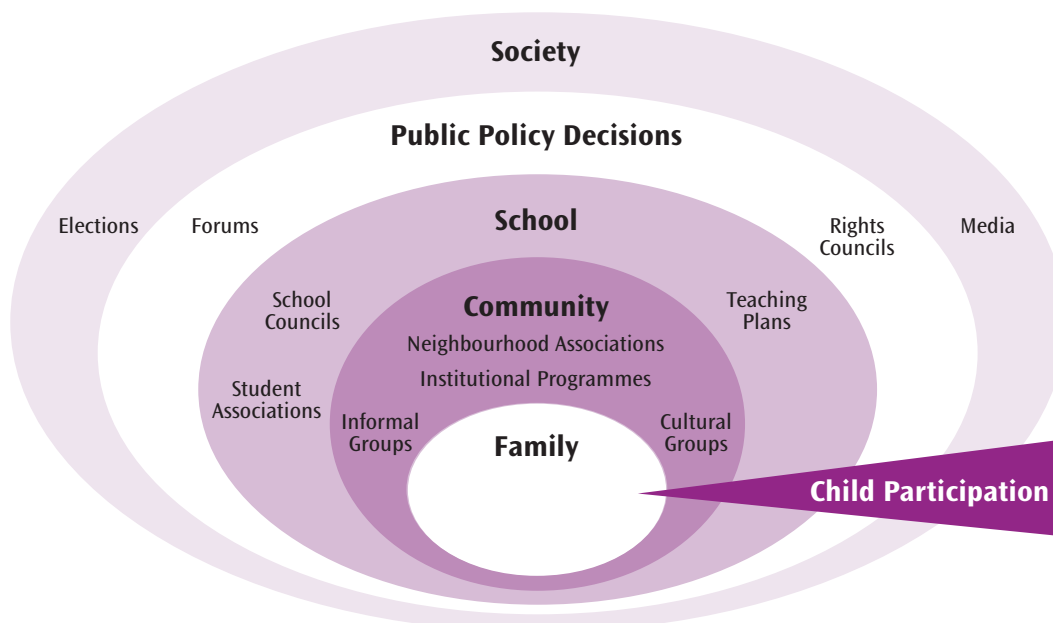 Society
Public Policy Decisions
Elections
Forums
School
Rights
Councils
Media
School
Councils
Community
Teaching
Plans
Neighbourhood Associations
Institutional Programmes
Student
Associations
Informal
Groups
Family
Cultural
Groups
Child Participation